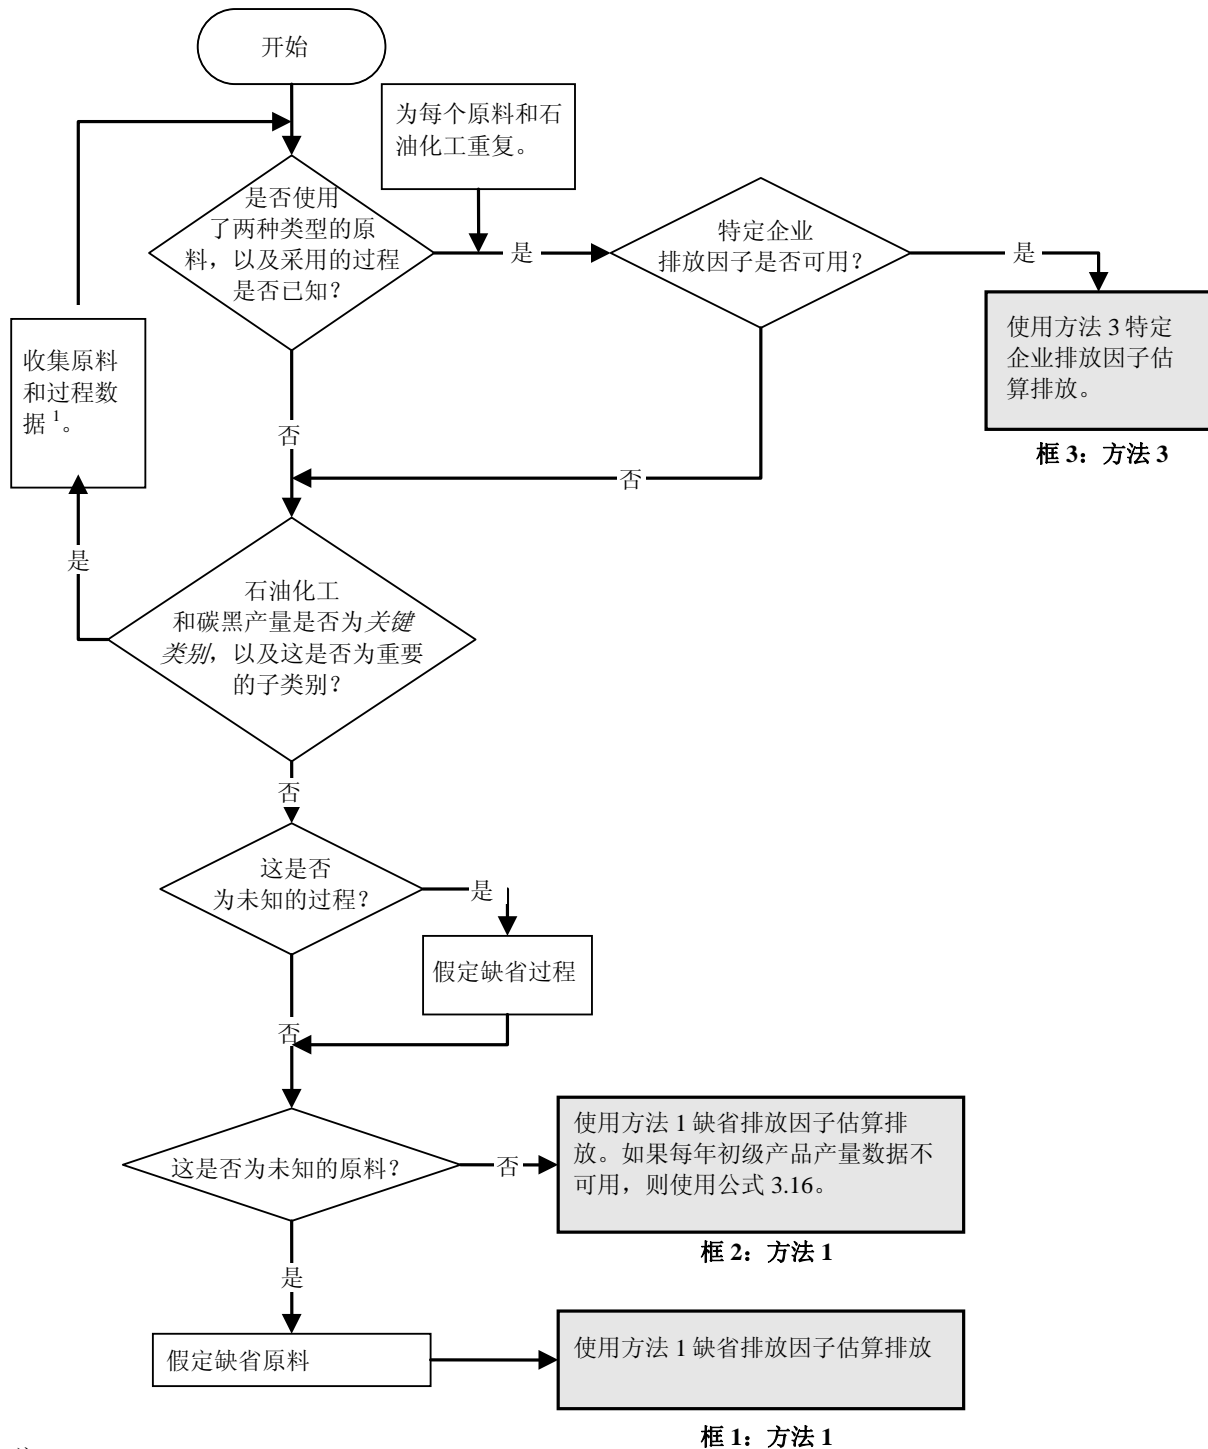 开始
为每个原料和石
油化工重复。
是否使用
了两种类型的原
料，以及采用的过程
是否已知？
是
特定企业
排放因子是否可用？
是
使用方法 3 特定
企业排放因子估
算排放。
框 3：方法 3
收集原料
和过程数
据 1。
否
否
是
石油化工
和碳黑产量是否为关键
类别，以及这是否为重要
的子类别？
否
这是否
为未知的过程？
是
假定缺省过程
否
这是否为未知的原料？
否
使用方法 1 缺省排放因子估算排
放。如果每年初级产品产量数据不
可用，则使用公式 3.16。
框 2：方法 1
是
假定缺省原料
使用方法 1 缺省排放因子估算排放
框 1：方法 1